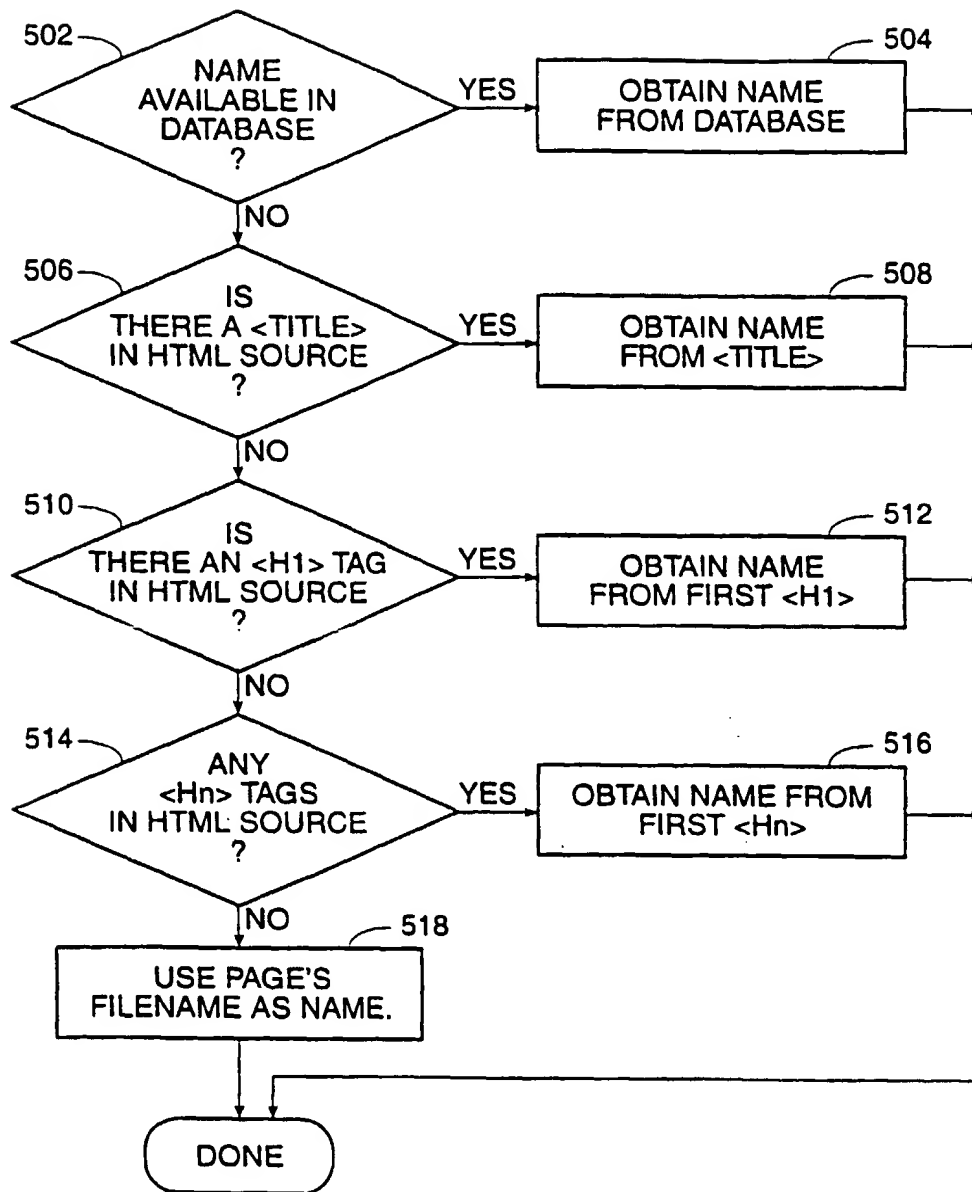 502
NAME
AVAILABLE IN
DATABASE
?
YES
504
OBTAIN NAME
FROM DATABASE
NO
506
IS
THERE A <TITLE>
IN HTML SOURCE
?
YES
508
OBTAIN NAME
FROM <TITLE>
NO
510
IS
THERE AN <H1> TAG
IN HTML SOURCE
?
YES
512
OBTAIN NAME
FROM FIRST <H1>
NO
514
ANY
<Hn> TAGS
IN HTML SOURCE
?
YES
516
OBTAIN NAME FROM
FIRST <Hn>
NO
518
USE PAGE'S
FILENAME AS NAME.
DONE